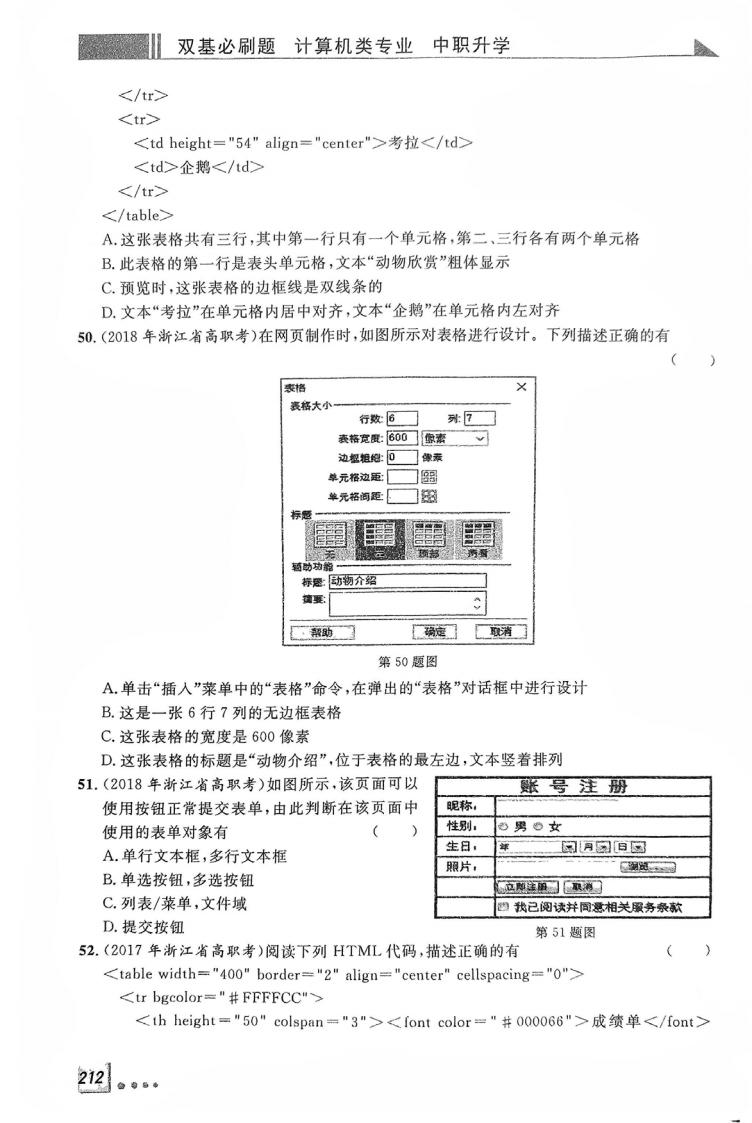 双基必刷题 计算机类专业 中职升学
</tr>
<tr>
<td height="54" align="center">考拉</td>
<td>企鹅</td>
</tr>
</table>
A. 这张表格共有三行,其中第一行只有一个单元格,第二、三行各有两个单元格
B. 此表格的第一行是表头单元格,文本“动物欣赏”粗体显示
C. 预览时,这张表格的边框线是双线条的
D. 文本“考拉”在单元格内居中对齐,文本“企鹅”在单元格内左对齐
50. (2018 年浙江省高职考)在网页制作时,如图所示对表格进行设计。下列描述正确的有
( )
表格
表格大小
行数: 6 列: 7
表格宽度: 600 像素
边框粗细: 0 像素
单元格边距:
单元格间距:
标题
无 左 顶部 两者
辅助功能
标题: 动物介绍
摘要:
帮助 确定 取消
第 50 题图
A. 单击“插入”菜单中的“表格”命令,在弹出的“表格”对话框中进行设计
B. 这是一张 6 行 7 列的无边框表格
C. 这张表格的宽度是 600 像素
D. 这张表格的标题是“动物介绍”,位于表格的最左边,文本竖着排列
51. (2018 年浙江省高职考)如图所示,该页面可以
使用按钮正常提交表单,由此判断在该页面中
使用的表单对象有 ( )
A. 单行文本框,多行文本框
B. 单选按钮,多选按钮
C. 列表/菜单,文件域
D. 提交按钮
账号注册
昵称:
性别: 男 女
生日: 年 月 日
照片: 浏览...
立即注册 取消
我已阅读并同意相关服务条款
第 51 题图
52. (2017 年浙江省高职考)阅读下列 HTML 代码,描述正确的有 ( )
<table width="400" border="2" align="center" cellspacing="0">
<tr bgcolor="#FFFFCC">
<th height="50" colspan="3"><font color="#000066">成绩单</font>
212